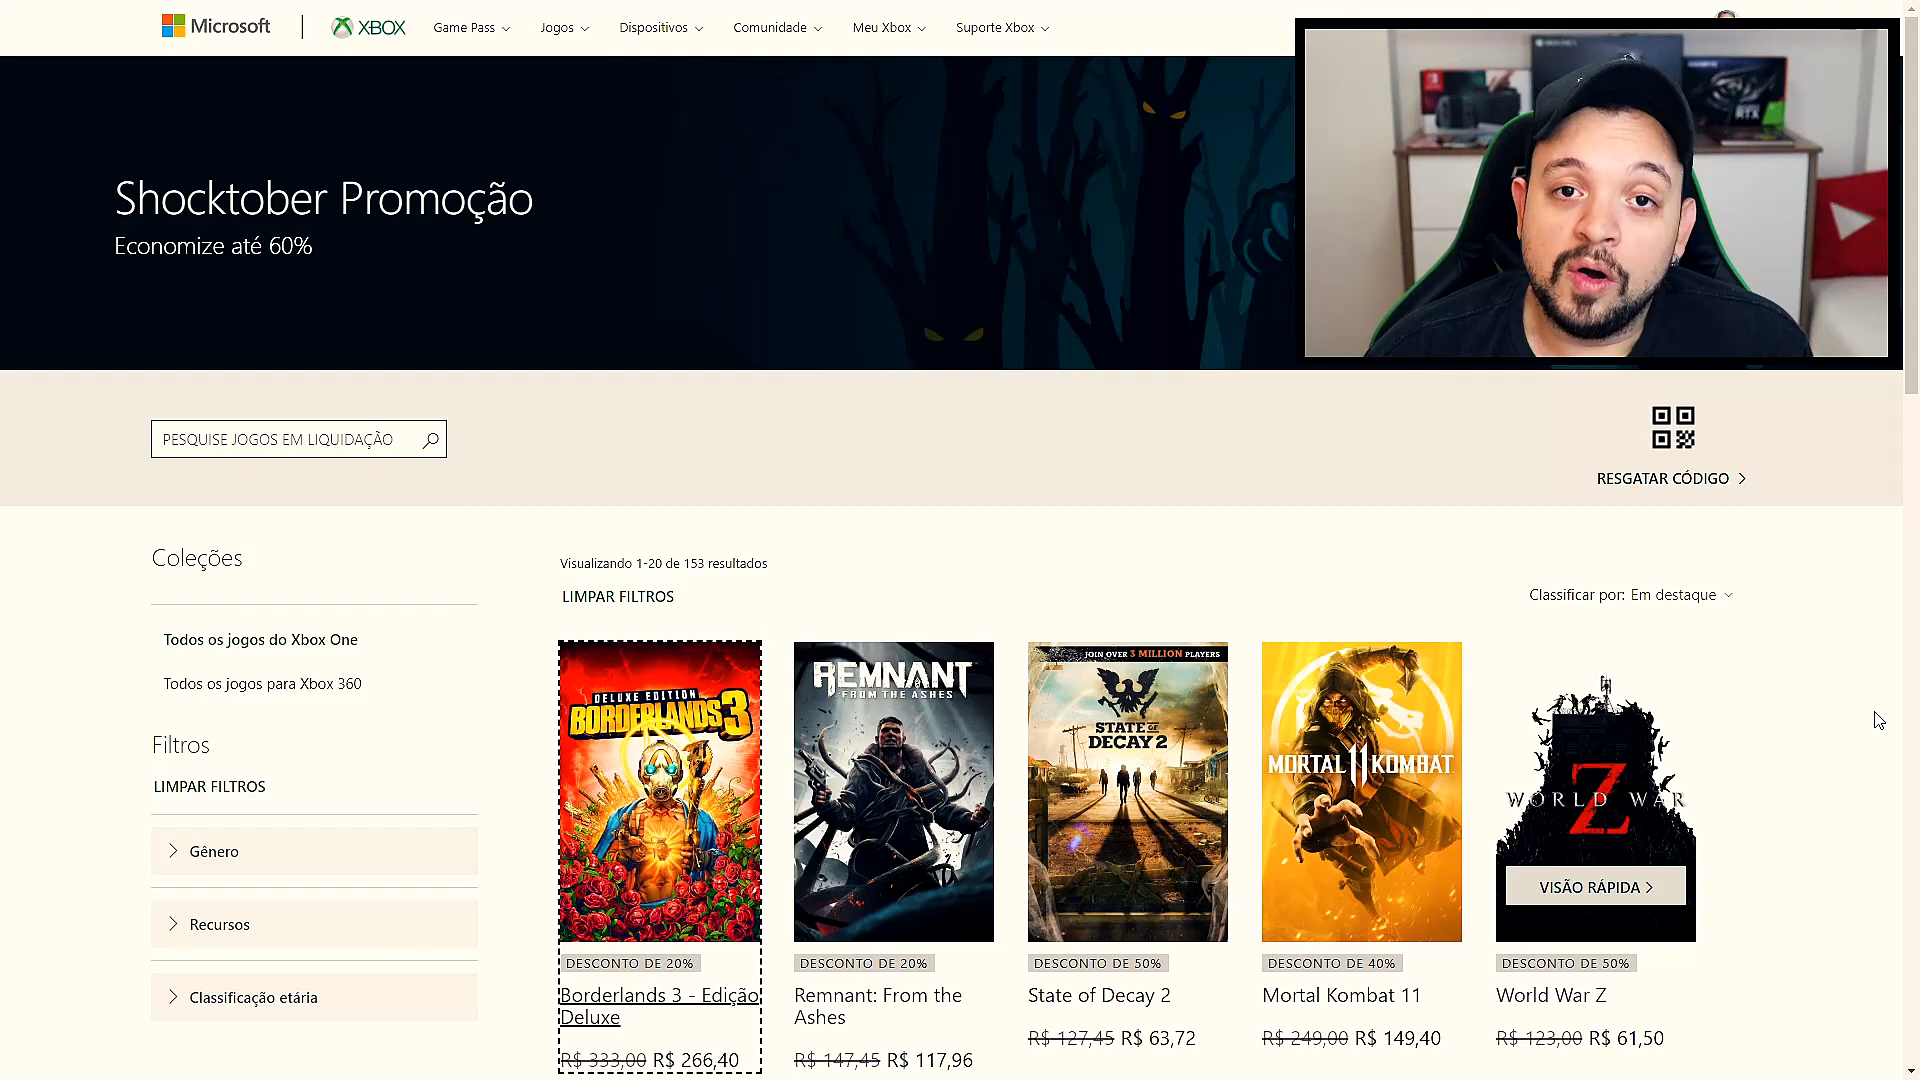 Microsoft
XBOX
Game Pass
Jogos
Dispositivos
Comunidade
Meu Xbox
Suporte Xbox
RTX
Shocktober Promoção
Economize até 60%
PESQUISE JOGOS EM LIQUIDAÇÃO
RESGATAR CÓDIGO
Coleções
Todos os jogos do Xbox One
Todos os jogos para Xbox 360
Filtros
LIMPAR FILTROS
Gênero
Recursos
Classificação etária
Visualizando 1-20 de 153 resultados
LIMPAR FILTROS
Classificar por: Em destaque
DELUXE EDITION
BORDERLANDS 3
DESCONTO DE 20%
Borderlands 3 - Edição
Deluxe
R$ 333,00 R$ 266,40
REMNANT
FROM THE ASHES
DESCONTO DE 20%
Remnant: From the
Ashes
R$ 147,45 R$ 117,96
JOIN OVER 3 MILLION PLAYERS
STATE OF
DECAY 2
DESCONTO DE 50%
State of Decay 2
R$ 127,45 R$ 63,72
MORTAL KOMBAT 11
DESCONTO DE 40%
Mortal Kombat 11
R$ 249,00 R$ 149,40
WORLD WAR
Z
VISÃO RÁPIDA
DESCONTO DE 50%
World War Z
R$ 123,00 R$ 61,50